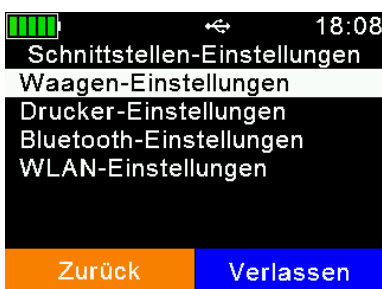 18:08
Schnittstellen-Einstellungen
Waagen-Einstellungen
Drucker-Einstellungen
Bluetooth-Einstellungen
WLAN-Einstellungen
Zurück Verlassen